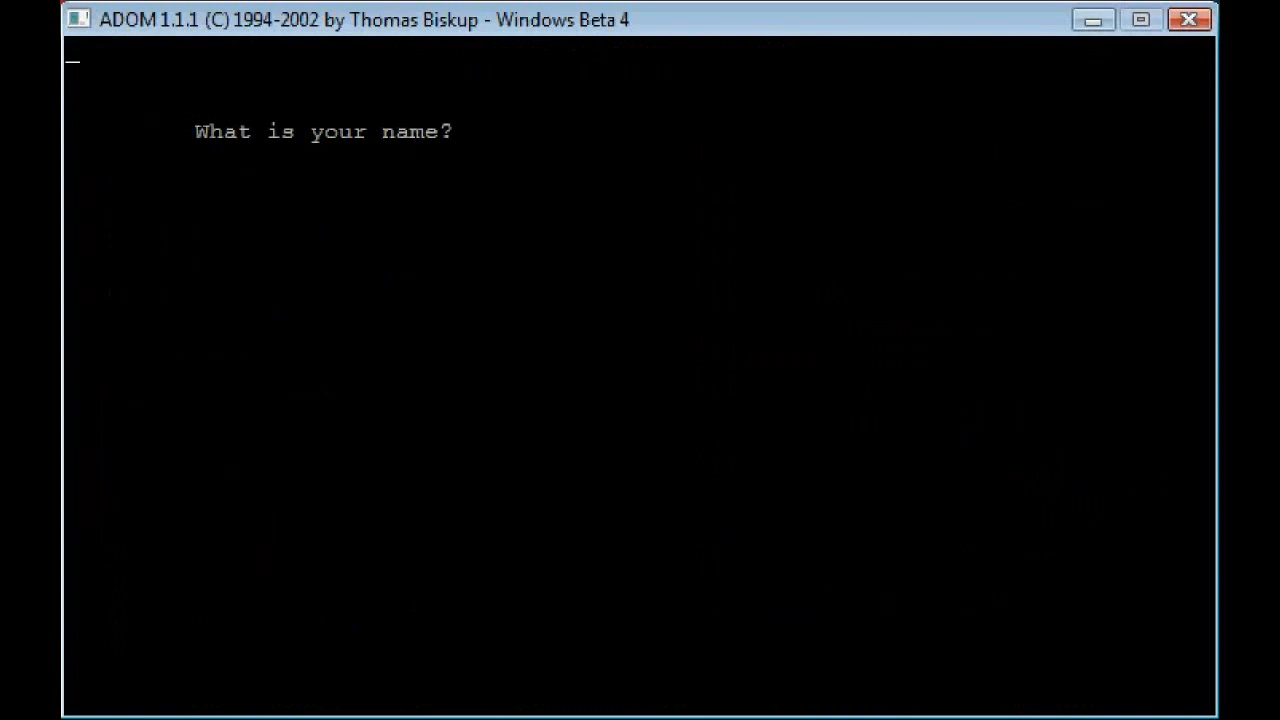 ADOM 1.1.1 (C) 1994-2002 by Thomas Biskup - Windows Beta 4
What is your name?